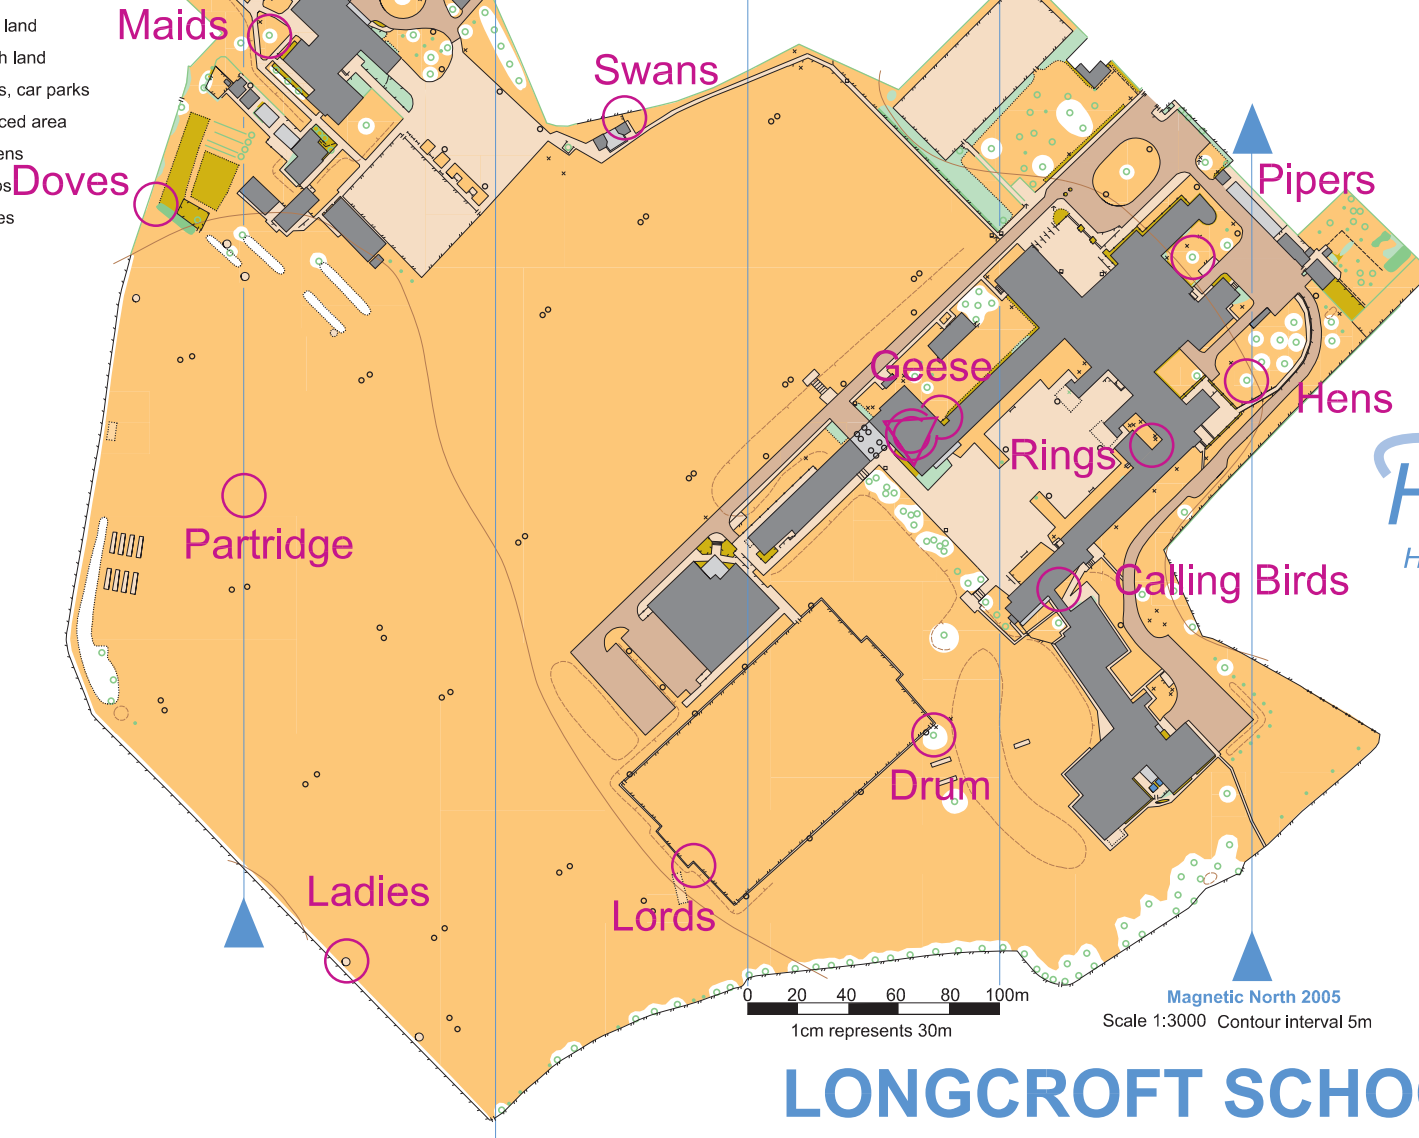 land
h land
s, car parks
ced area
ens
os
es
Maids
Swans
Doves
Pipers
Geese
Hens
Rings
Partridge
Calling Birds
Drum
Ladies
Lords
0 20 40 60 80 100m
1cm represents 30m
Magnetic North 2005
Scale 1:3000 Contour interval 5m
LONGCROFT SCHOO
H
H